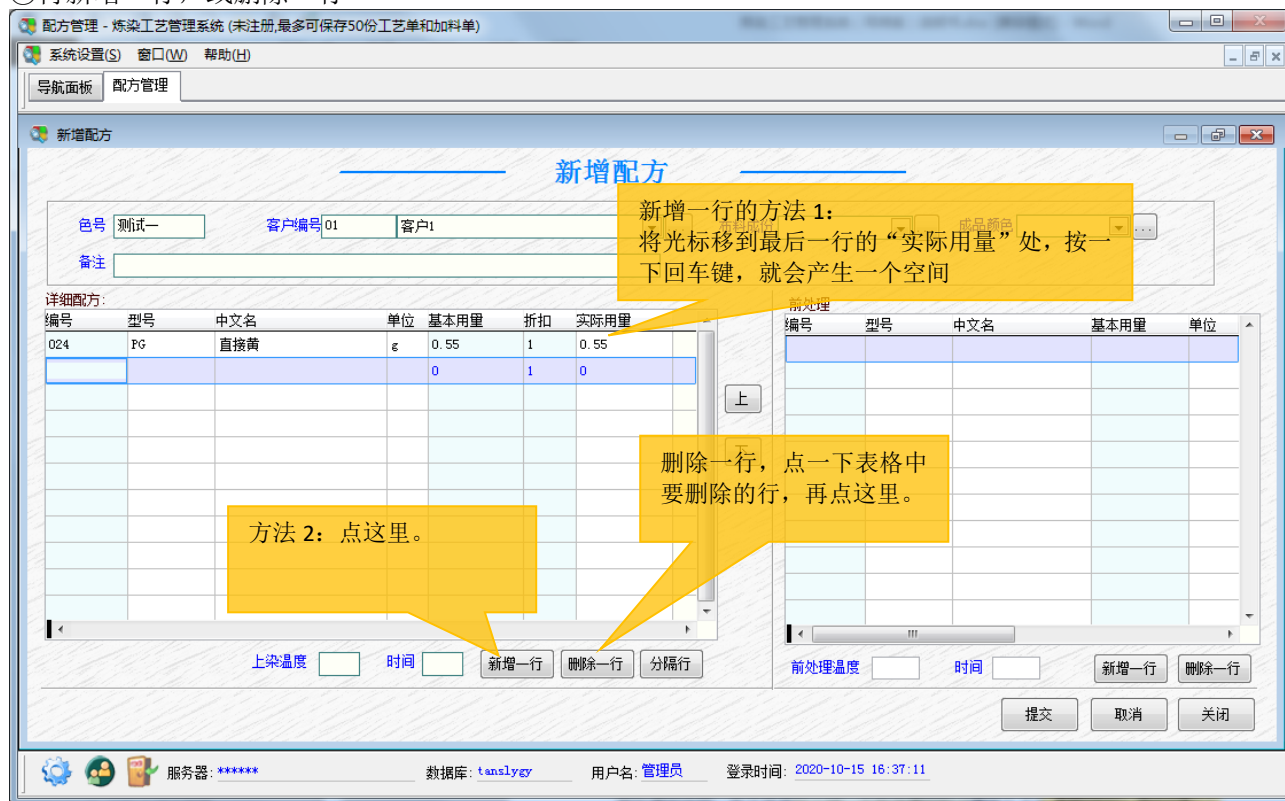 配方管理 - 炼染工艺管理系统 (未注册,最多可保存50份工艺单和加料单)
系统设置(S) 窗口(W) 帮助(H)
导航面板 配方管理
新增配方
新增配方
色号 测试一 客户编号 01 客户1 成品颜色 ...
备注
新增一行的方法 1：
将光标移到最后一行的“实际用量”处，按一
下回车键，就会产生一个空间
详细配方:
编号 型号 中文名 单位 基本用量 折扣 实际用量
024 PG 直接黄 g 0.55 1 0.55
0 1 0
前处理
编号 型号 中文名 基本用量 单位
上
下
删除一行，点一下表格中
要删除的行，再点这里。
方法 2：点这里。
上染温度 时间 新增一行 删除一行 分隔行
前处理温度 时间 新增一行 删除一行
提交 取消 关闭
服务器: ****** 数据库: tanslygy 用户名: 管理员 登录时间: 2020-10-15 16:37:11